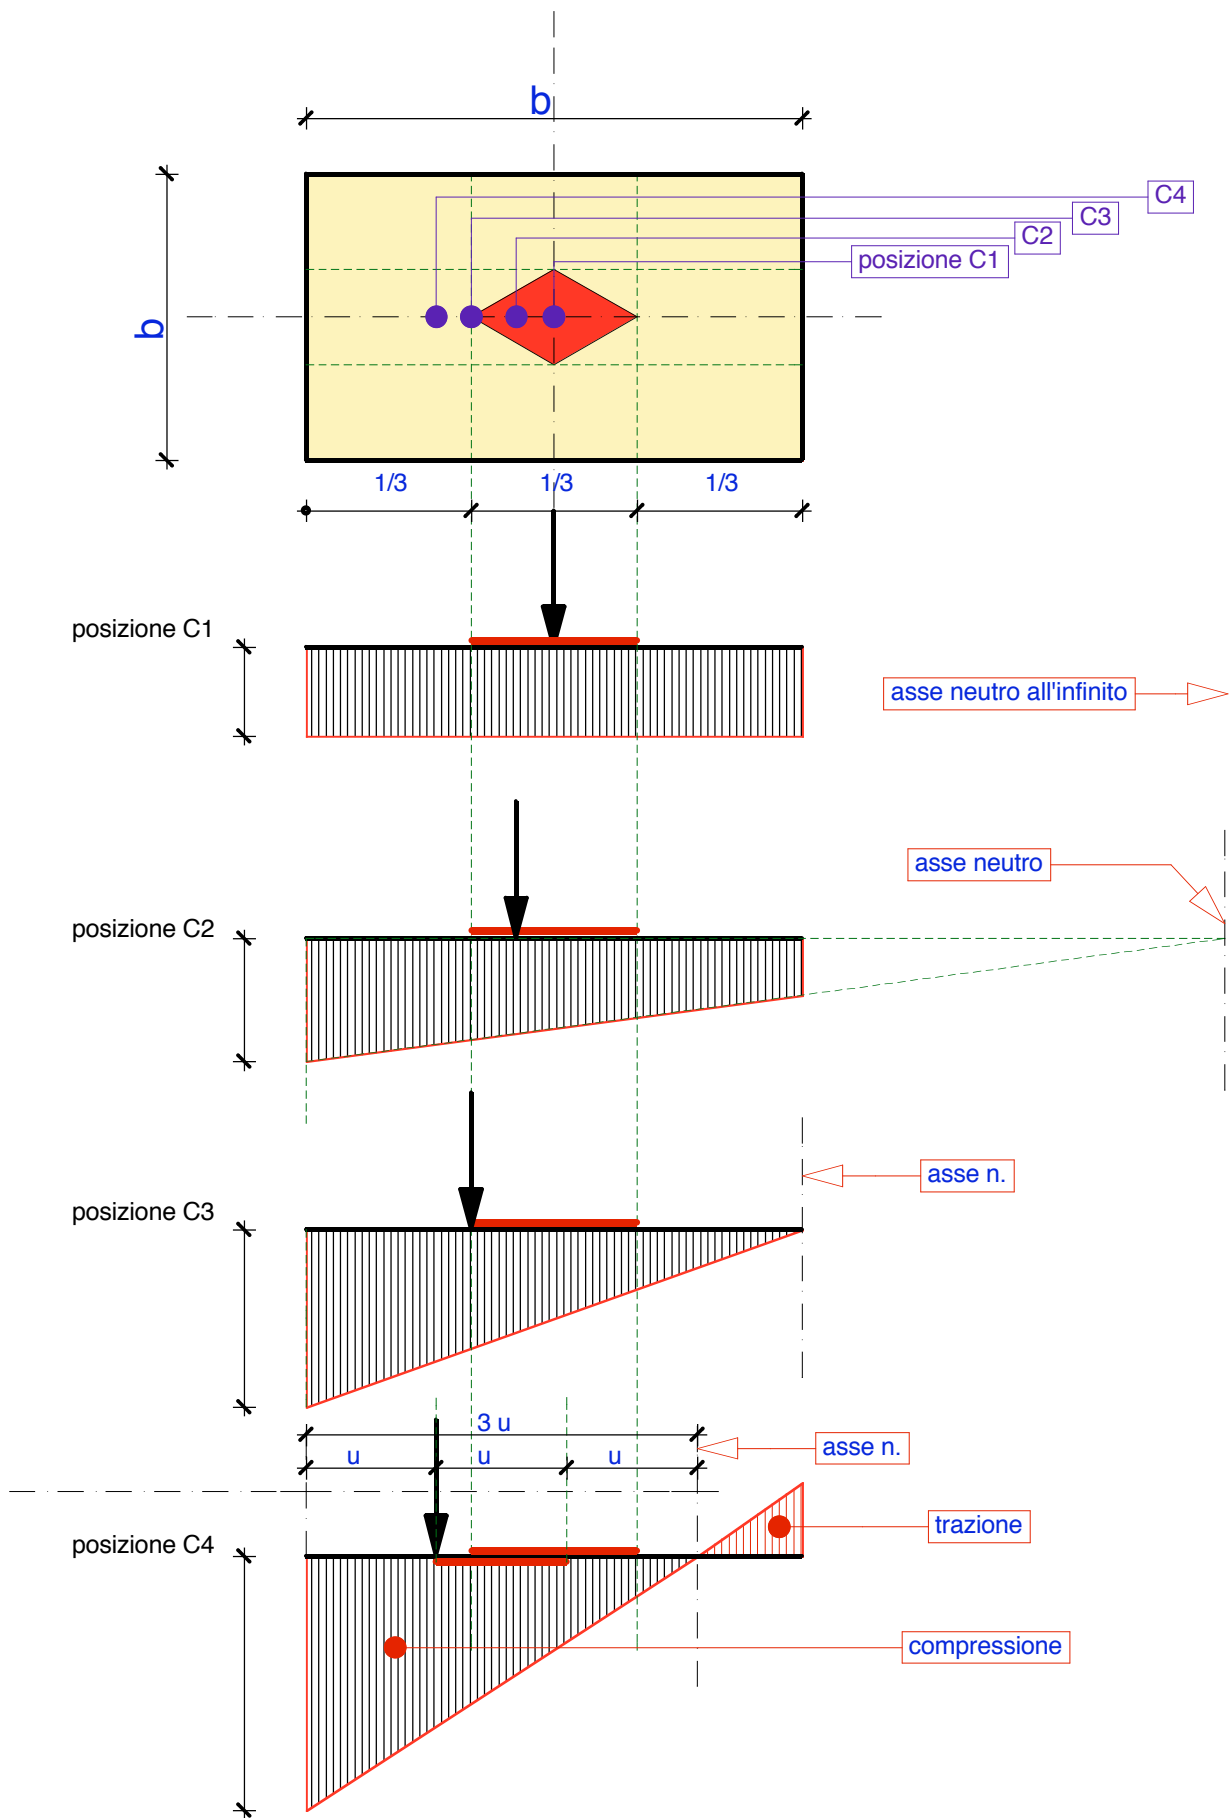 b
C4
C3
C2
posizione C1
b
1/3
1/3
1/3
posizione C1
asse neutro all'infinito
asse neutro
posizione C2
asse n.
posizione C3
3 u
u
u
u
asse n.
trazione
posizione C4
compressione